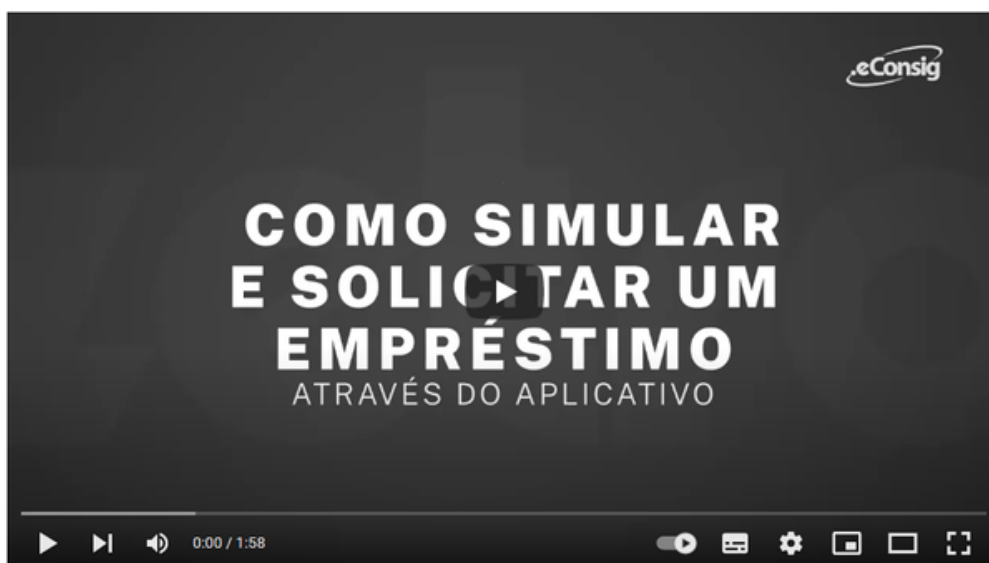 eConsig
COMO SIMULAR
E SOLICITAR UM
EMPRÉSTIMO
ATRAVÉS DO APLICATIVO
0:00 / 1:58